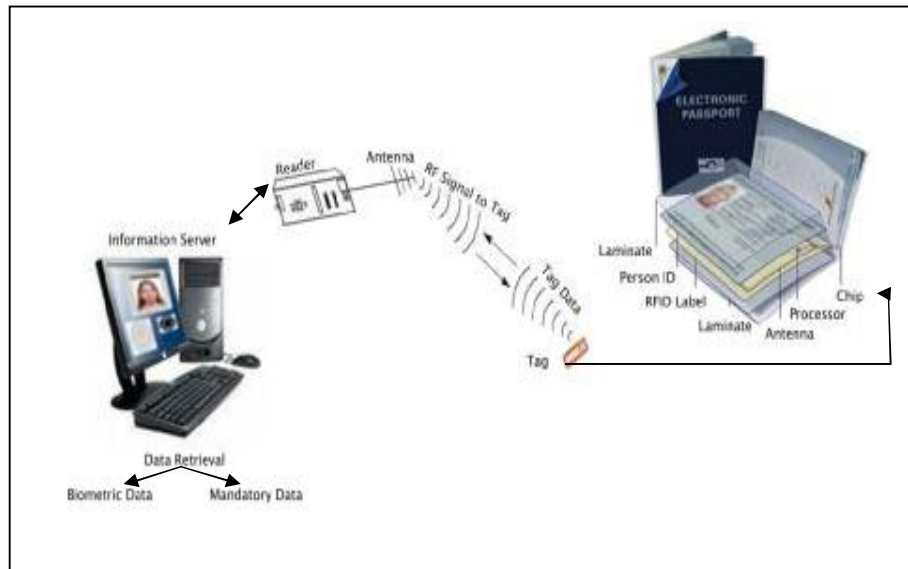 ELECTRONIC
PASSPORT
Antenna
Reader
RF Signal to Tag
Information Server
Tag Data
Laminate
Person ID
RFID Label
Laminate
Antenna
Processor
Chip
Tag
Data Retrieval
Biometric Data
Mandatory Data